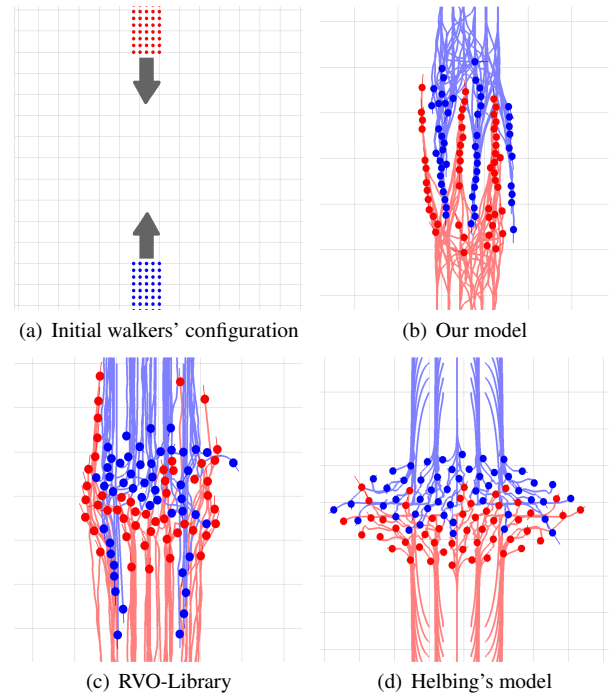 (a) Initial walkers' configuration
(b) Our model
(c) RVO-Library
(d) Helbing's model